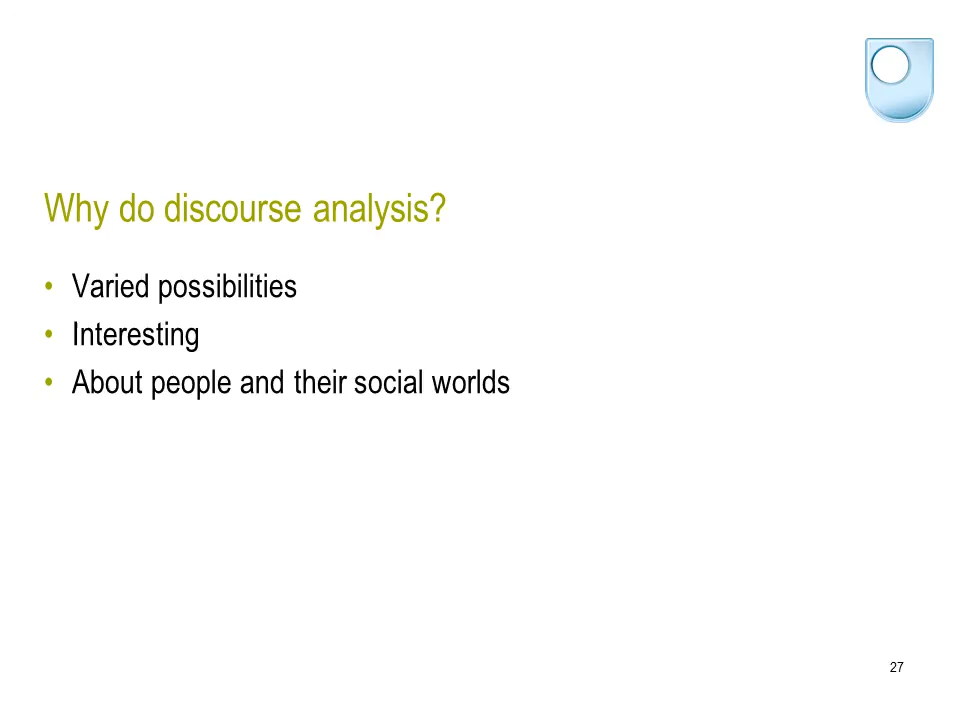 Why do discourse analysis?
• Varied possibilities
• Interesting
• About people and their social worlds
27